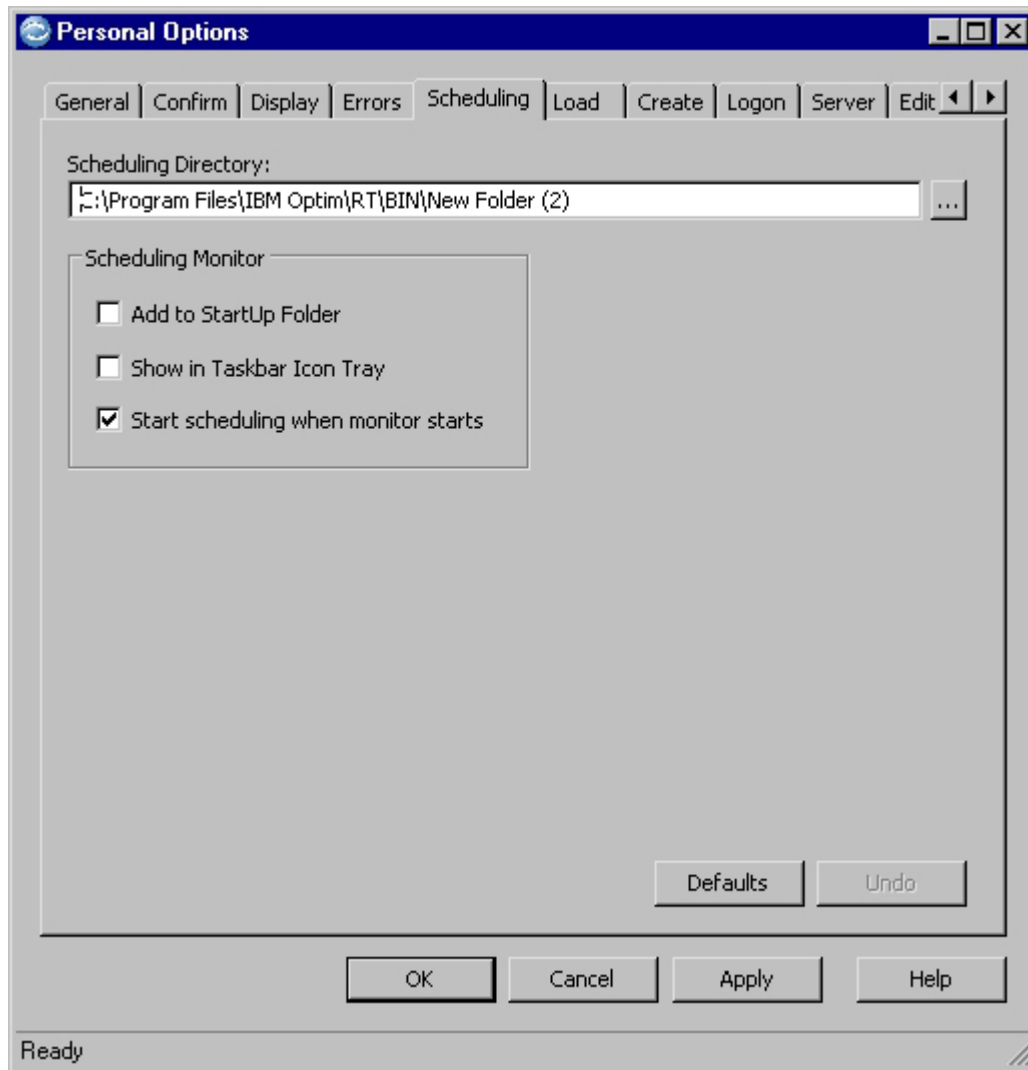 Personal Options
General Confirm Display Errors Scheduling Load Create Logon Server Edit
Scheduling Directory:
C:\Program Files\IBM Optim\RT\BIN\New Folder (2) ...
Scheduling Monitor
Add to StartUp Folder
Show in Taskbar Icon Tray
Start scheduling when monitor starts
Defaults Undo
OK Cancel Apply Help
Ready